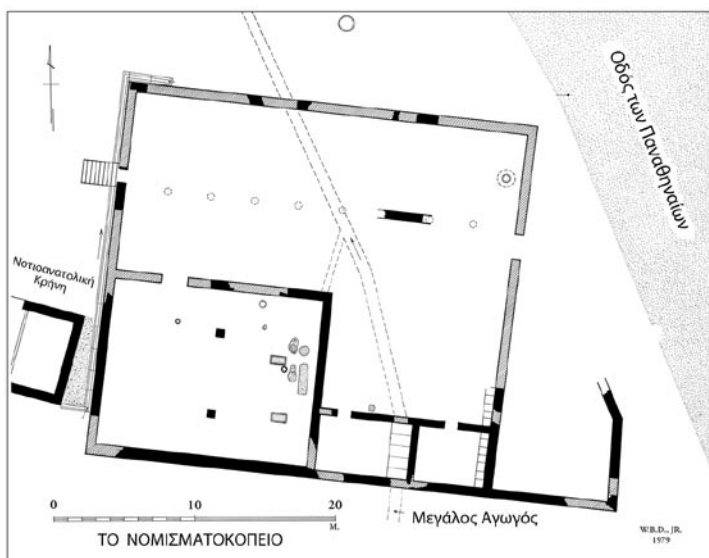 Οδός των Παναθηναίων
Νοτιοανατολική
Κρήνη
0 10 20
M.
Μεγάλος Αγωγός
ΤΟ ΝΟΜΙΣΜΑΤΟΚΟΠΕΙΟ
W.B.D., JR.
1979